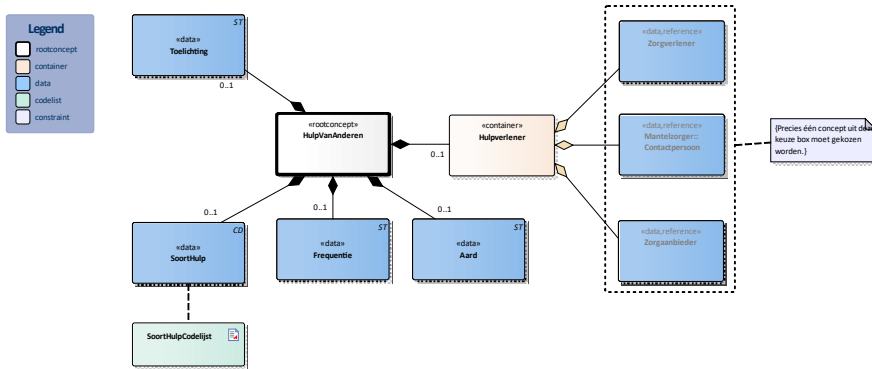 Legend
rootconcept
container
data
codelist
constraint
ST
«data»
Toelichting
0..1
«rootconcept»
HulpVanAnderen
«container»
Hulpverlener
0..1
«data,reference»
Zorgverlener
«data,reference»
Mantelzorger::
Contactpersoon
«data,reference»
Zorgaanbieder
{Precies één concept uit
keuze box moet gekozen
worden.}
0..1
0..1
0..1
CD
«data»
SoortHulp
ST
«data»
Frequentie
ST
«data»
Aard
SoortHulpCodelijst